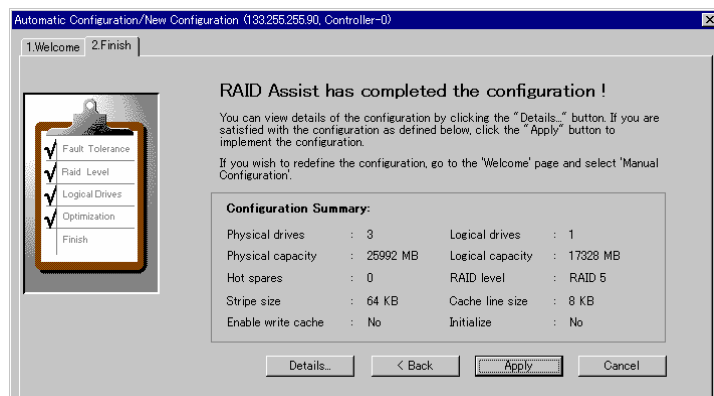 Automatic Configuration/New Configuration (133.255.255.90, Controller-0)
1.Welcome 2.Finish
RAID Assist has completed the configuration !
You can view details of the configuration by clicking the "Details..." button. If you are
satisfied with the configuration as defined below, click the "Apply" button to
implement the configuration.
If you wish to redefine the configuration, go to the 'Welcome' page and select 'Manual
Configuration'.
Fault Tolerance
Raid Level
Logical Drives
Optimization
Finish
Configuration Summary:
Physical drives : 3 Logical drives : 1
Physical capacity : 25992 MB Logical capacity : 17328 MB
Hot spares : 0 RAID level : RAID 5
Stripe size : 64 KB Cache line size : 8 KB
Enable write cache : No Initialize : No
Details... < Back Apply Cancel